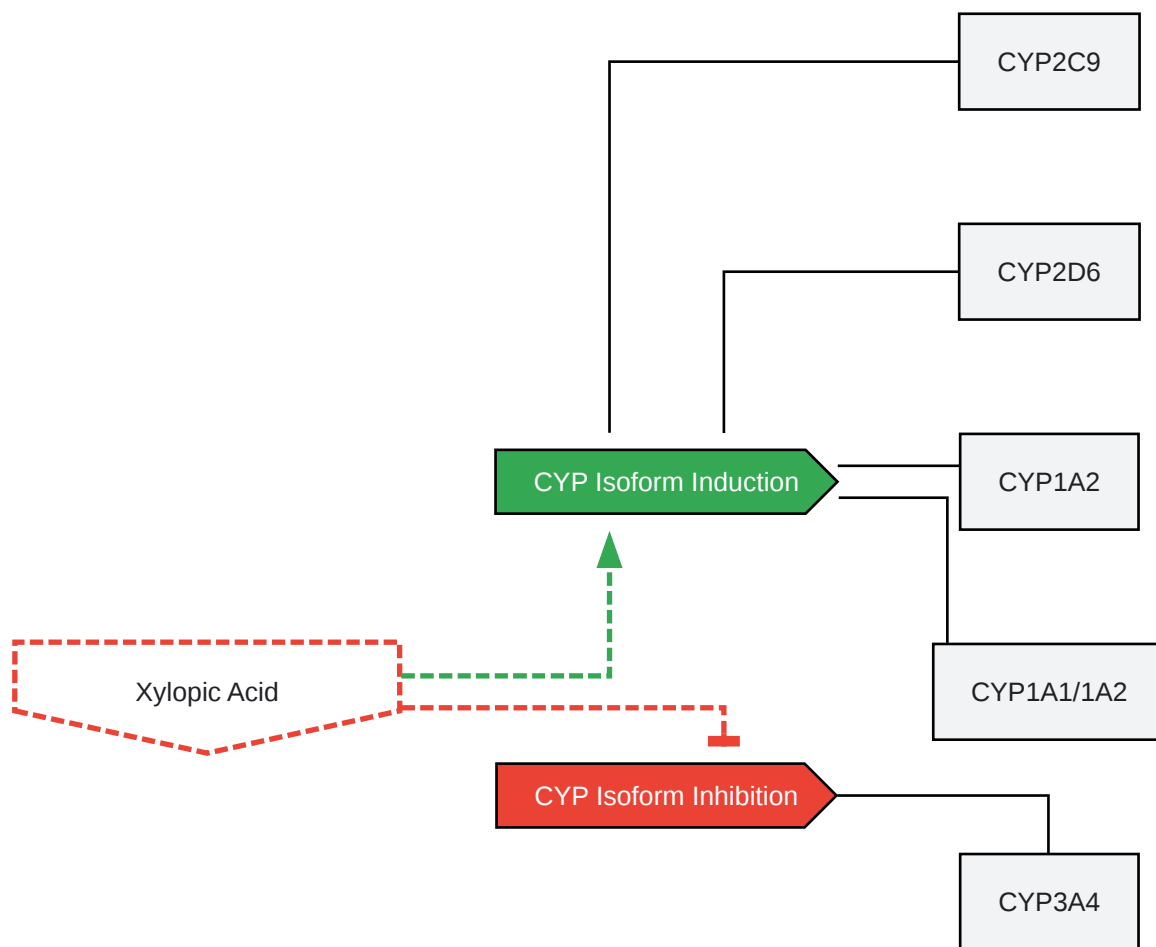 CYP2C9
CYP2D6
CYP Isoform Induction
CYP1A2
Xylopic Acid
CYP1A1/1A2
CYP Isoform Inhibition
CYP3A4